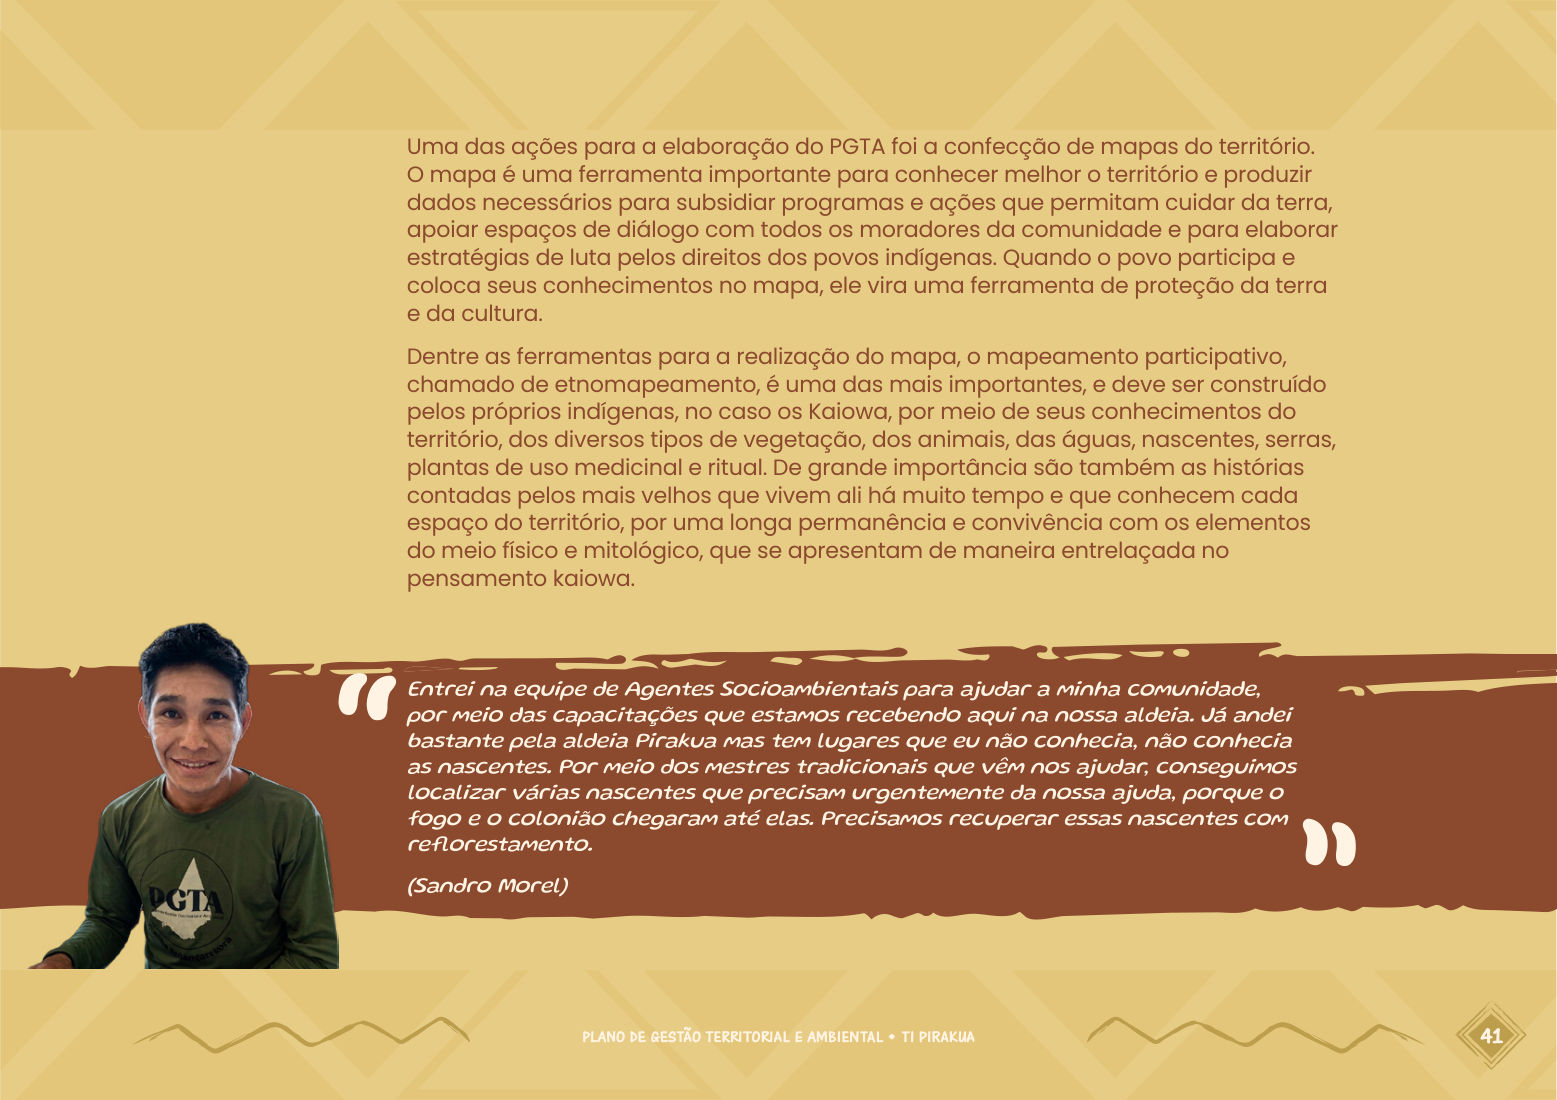 Uma das ações para a elaboração do PGTA foi a confecção de mapas do território.
O mapa é uma ferramenta importante para conhecer melhor o território e produzir
dados necessários para subsidiar programas e ações que permitam cuidar da terra,
apoiar espaços de diálogo com todos os moradores da comunidade e para elaborar
estratégias de luta pelos direitos dos povos indígenas. Quando o povo participa e
coloca seus conhecimentos no mapa, ele vira uma ferramenta de proteção da terra
e da cultura.
Dentre as ferramentas para a realização do mapa, o mapeamento participativo,
chamado de etnomapeamento, é uma das mais importantes, e deve ser construído
pelos próprios indígenas, no caso os Kaiowa, por meio de seus conhecimentos do
território, dos diversos tipos de vegetação, dos animais, das águas, nascentes, serras,
plantas de uso medicinal e ritual. De grande importância são também as histórias
contadas pelos mais velhos que vivem ali há muito tempo e que conhecem cada
espaço do território, por uma longa permanência e convivência com os elementos
do meio físico e mitológico, que se apresentam de maneira entrelaçada no
pensamento kaiowa.
“Entrei na equipe de Agentes Socioambientais para ajudar a minha comunidade,
por meio das capacitações que estamos recebendo aqui na nossa aldeia. Já andei
bastante pela aldeia Pirakua mas tem lugares que eu não conhecia, não conhecia
as nascentes. Por meio dos mestres tradicionais que vêm nos ajudar, conseguimos
localizar várias nascentes que precisam urgentemente da nossa ajuda, porque o
fogo e o colonião chegaram até elas. Precisamos recuperar essas nascentes com
reflorestamento.”
(Sandro Morel)
PGTA
PLANO DE GESTÃO TERRITORIAL E AMBIENTAL • TI PIRAKUA
41